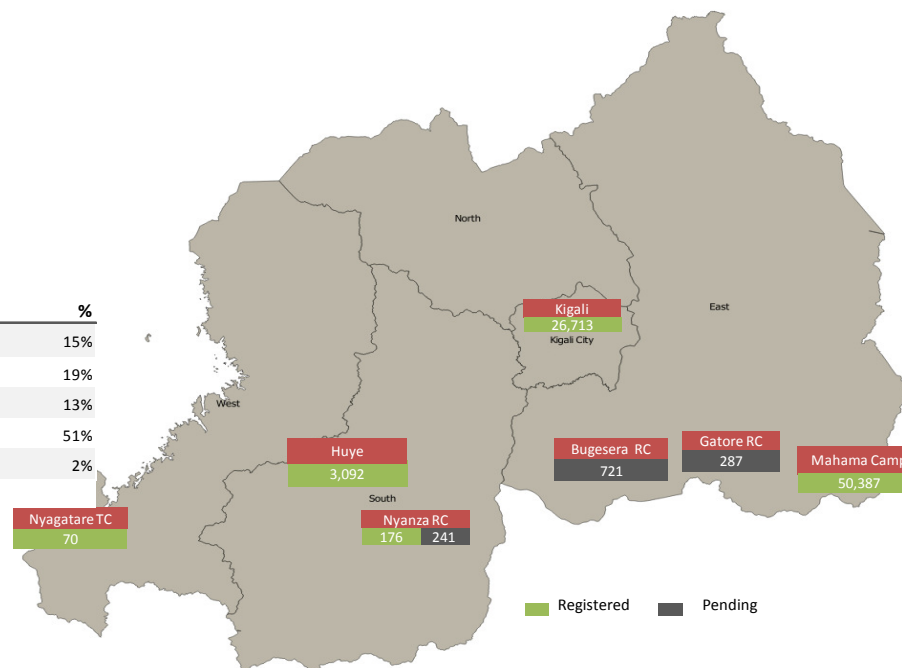 North
%
Kigali
East
26,713
15%
Kigali City
19%
West
13%
51%
Huye
Bugesera RC
Gatore RC
2%
3,092
721
287
Mahama Camp
50,387
South
Nyagatare TC
Nyanza RC
70
176 241
Registered Pending